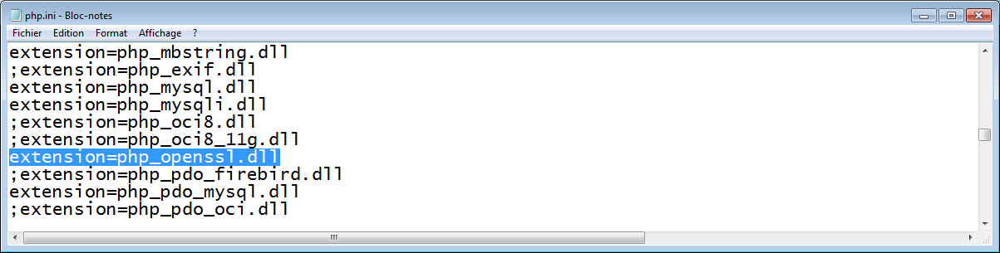 php.ini - Bloc-notes
Fichier Edition Format Affichage ?
extension=php_mbstring.dll
;extension=php_exif.dll
extension=php_mysql.dll
extension=php_mysqli.dll
;extension=php_oci8.dll
;extension=php_oci8_11g.dll
extension=php_openssl.dll
;extension=php_pdo_firebird.dll
extension=php_pdo_mysql.dll
;extension=php_pdo_oci.dll